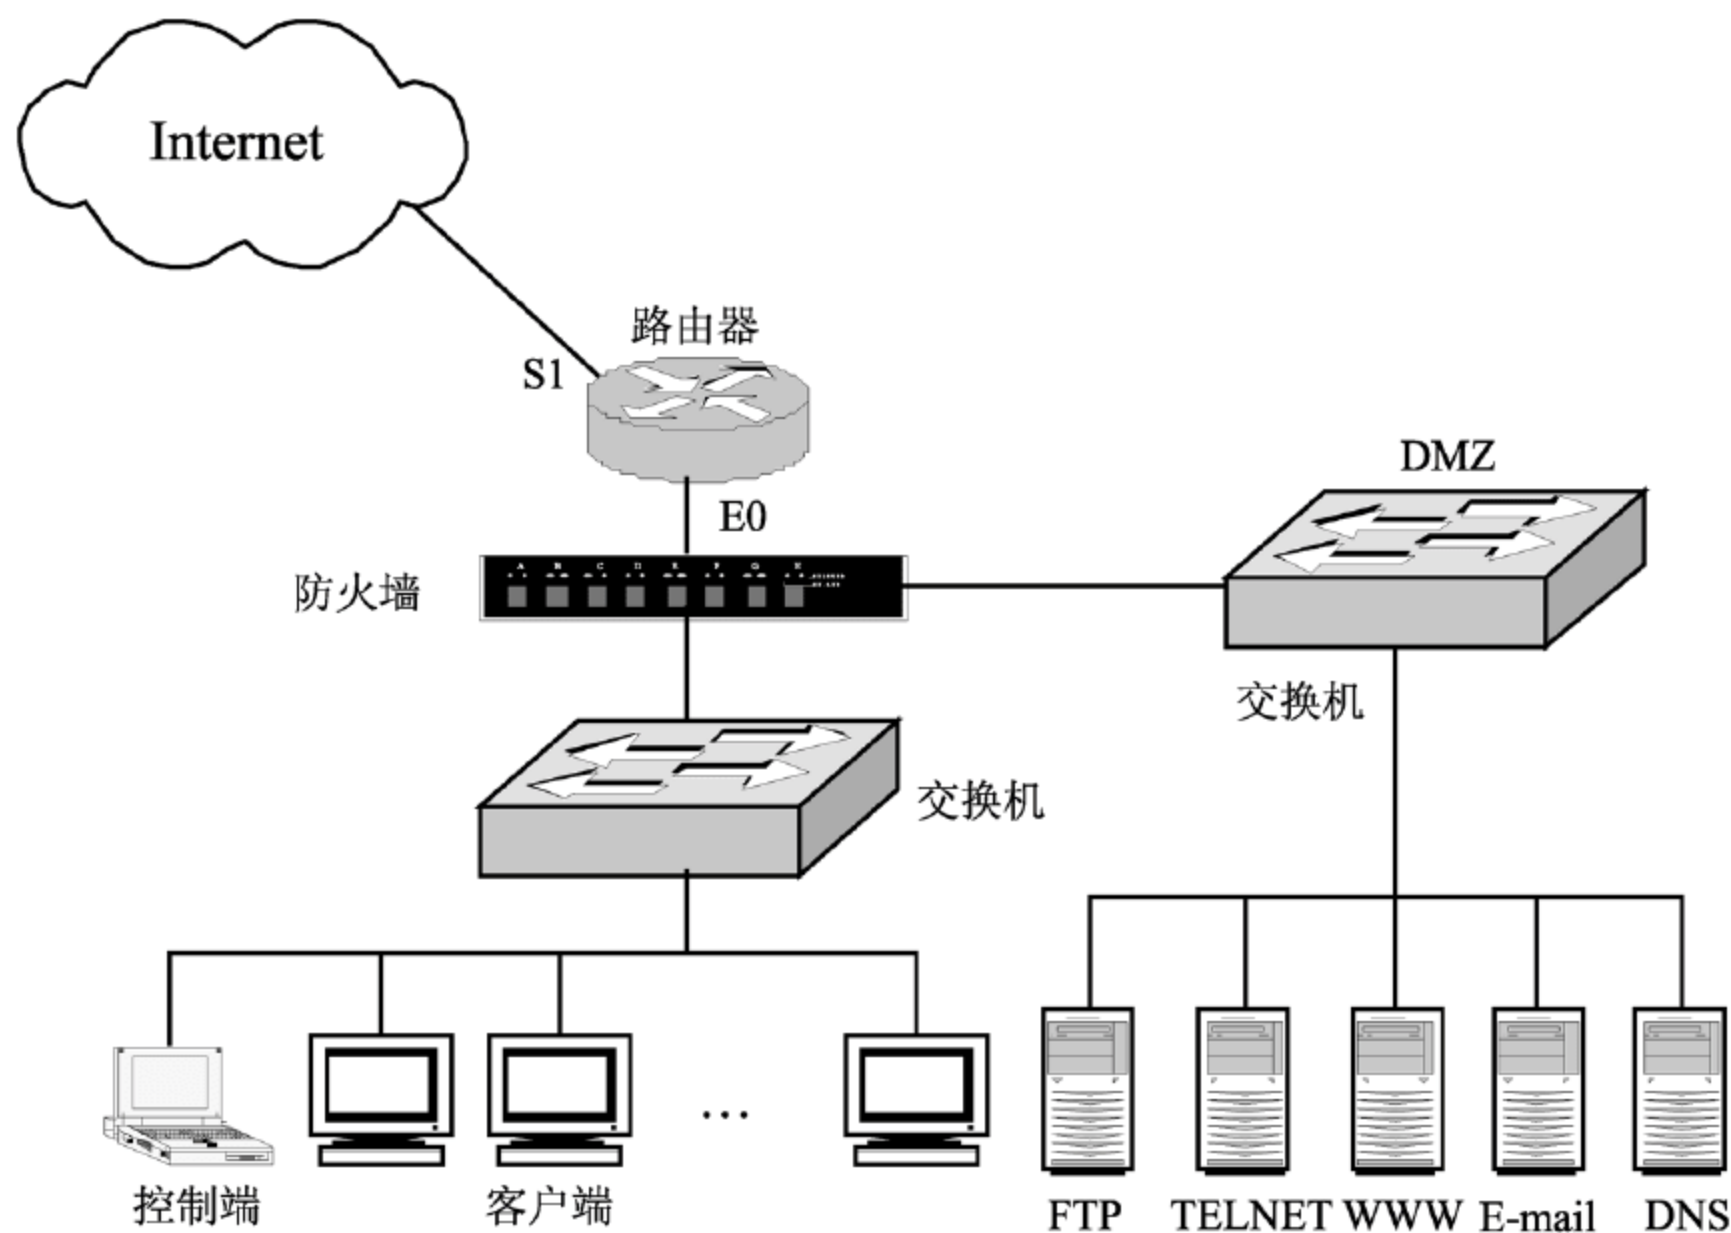 Internet
路由器
S1
E0
DMZ
防火墙
交换机
交换机
...
控制端
客户端
FTP
TELNET
WWW
E-mail
DNS